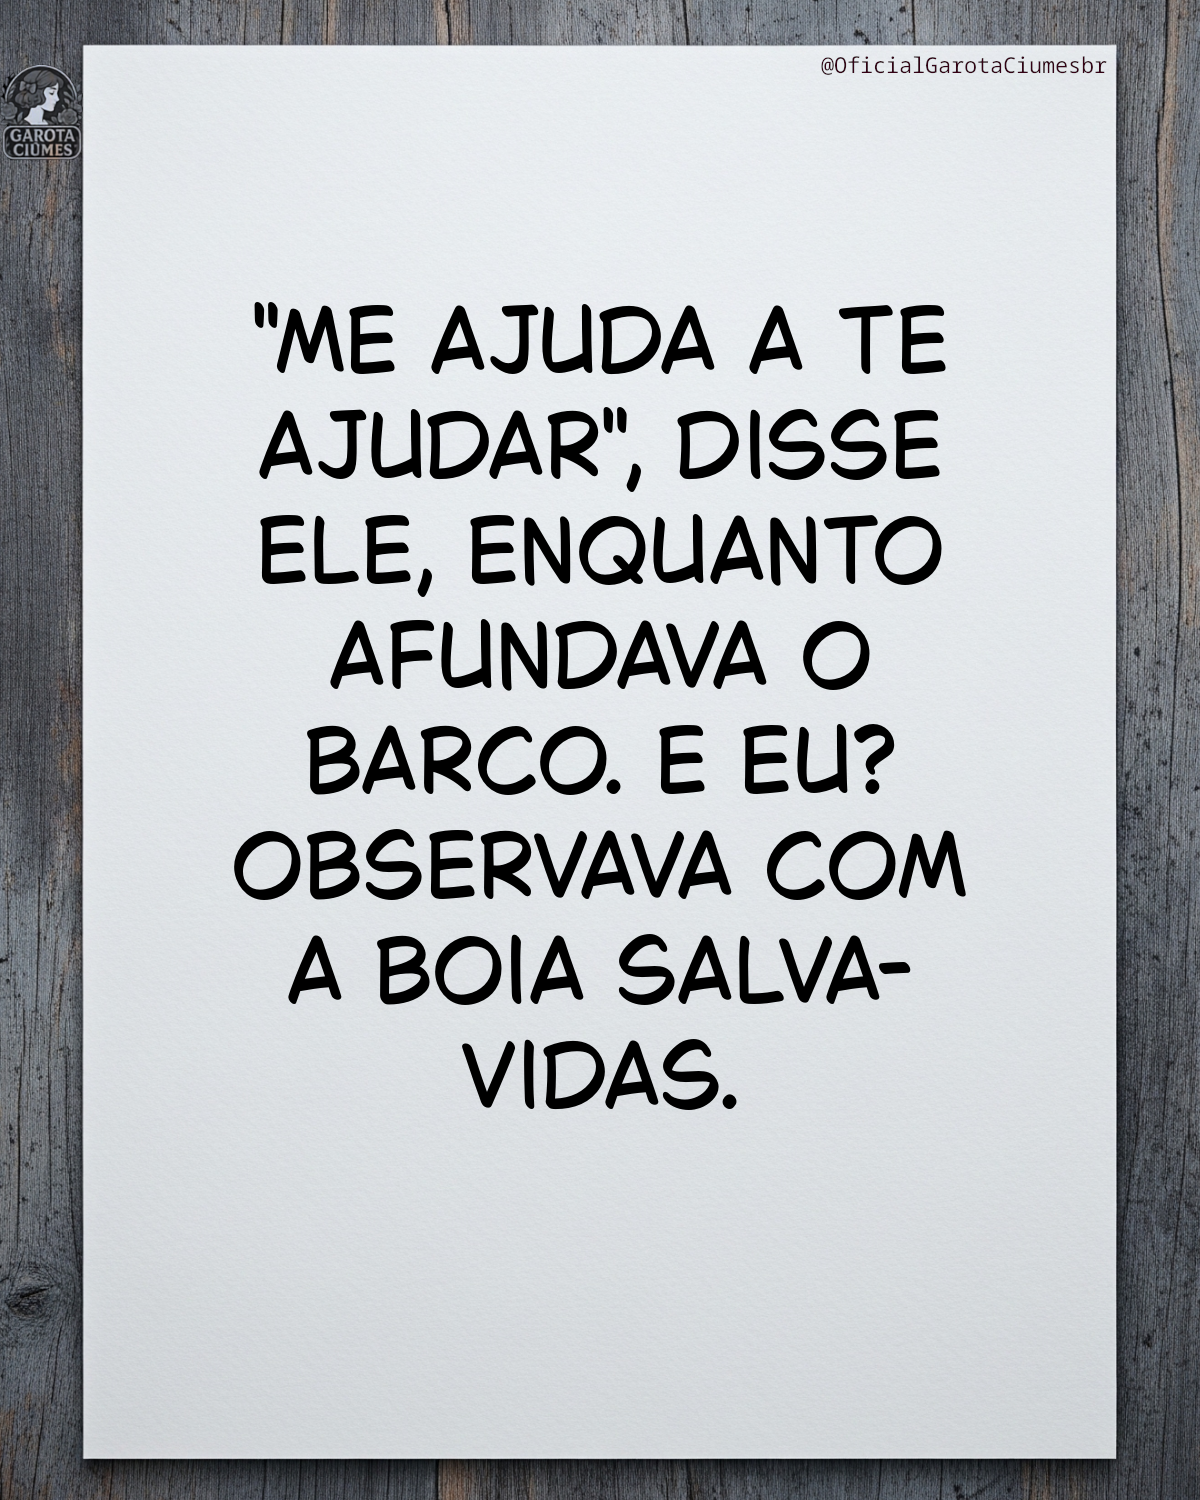 @OficialGarotaCiumesbr
GAROTA
CIUMES
"ME AJUDA A TE
AJUDAR", DISSE
ELE, ENQUANTO
AFUNDAVA O
BARCO. E EU?
OBSERVAVA COM
A BOIA SALVA-
VIDAS.